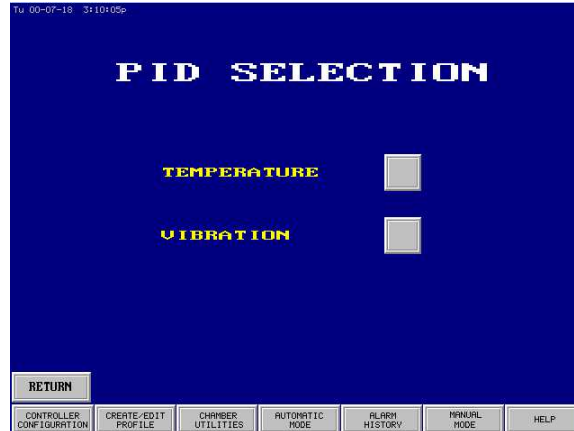 Tu 00-07-18 3:10:05p
PID SELECTION
TEMPERATURE
VIBRATION
RETURN
CONTROLLER CONFIGURATION
CREATE/EDIT PROFILE
CHAMBER UTILITIES
AUTOMATIC MODE
ALARM HISTORY
MANUAL MODE
HELP